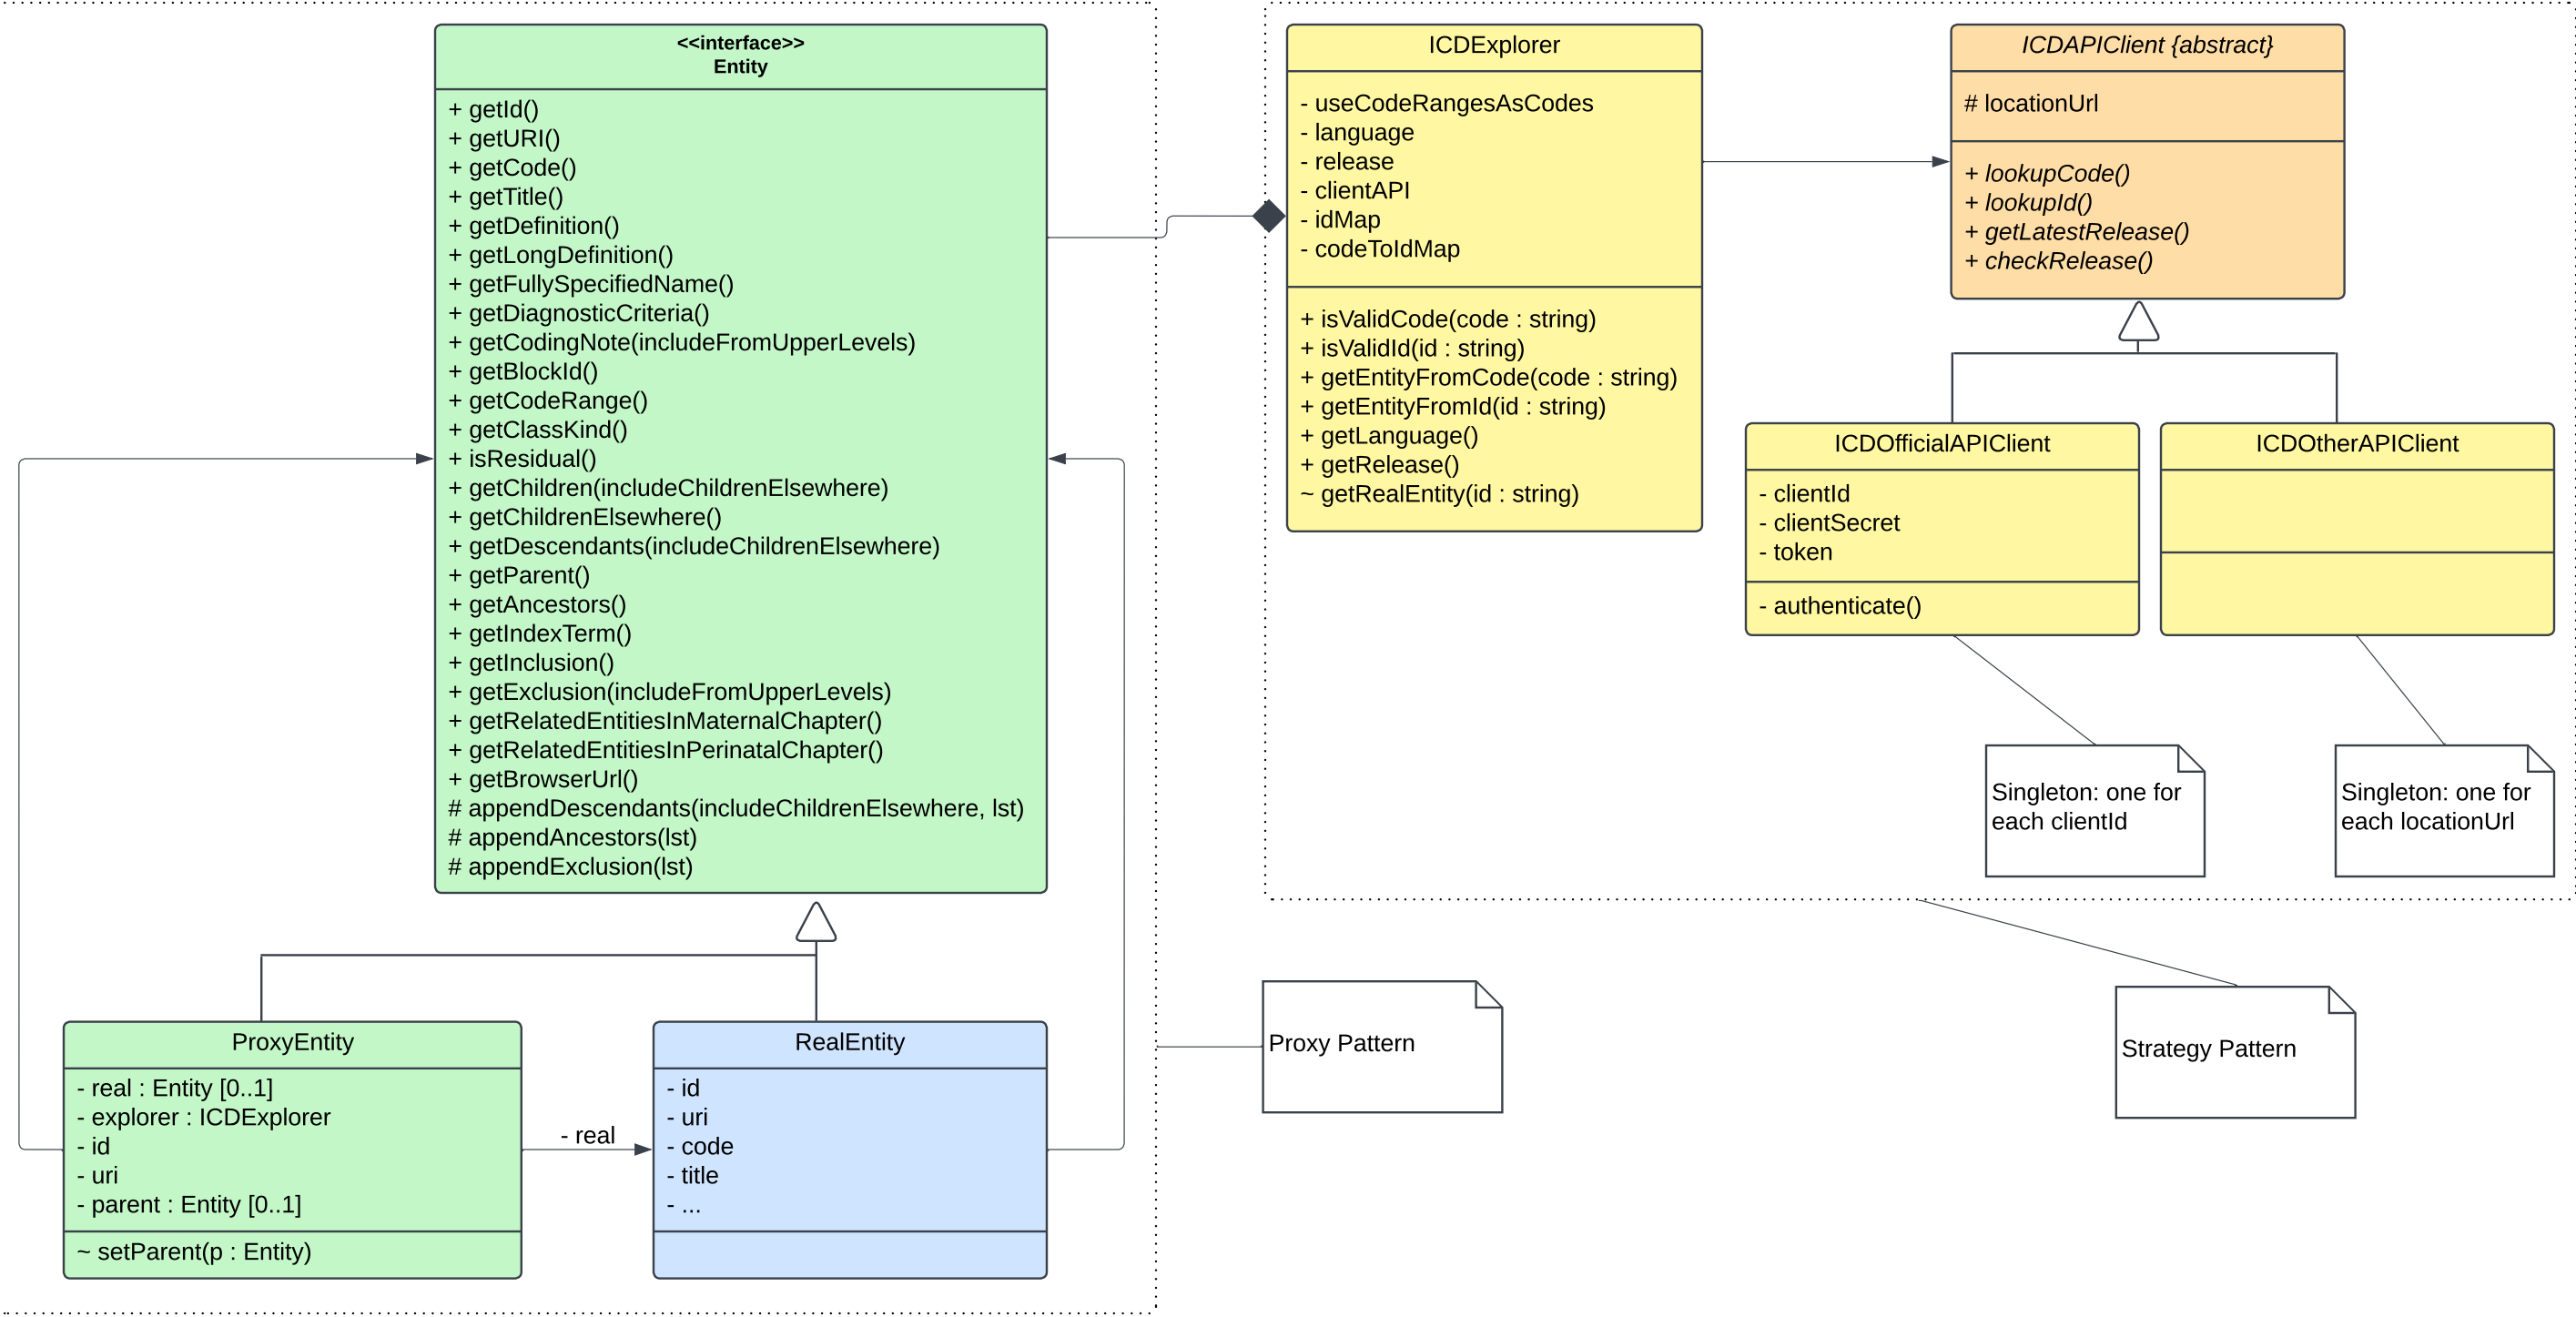 <<interface>>
Entity
+ getId()
+ getURI()
+ getCode()
+ getTitle()
+ getDefinition()
+ getLongDefinition()
+ getFullySpecifiedName()
+ getDiagnosticCriteria()
+ getCodingNote(includeFromUpperLevels)
+ getBlockId()
+ getCodeRange()
+ getClassKind()
+ isResidual()
+ getChildren(includeChildrenElsewhere)
+ getChildrenElsewhere()
+ getDescendants(includeChildrenElsewhere)
+ getParent()
+ getAncestors()
+ getIndexTerm()
+ getInclusion()
+ getExclusion(includeFromUpperLevels)
+ getRelatedEntitiesInMaternalChapter()
+ getRelatedEntitiesInPerinatalChapter()
+ getBrowserUrl()
# appendDescendants(includeChildrenElsewhere, lst)
# appendAncestors(lst)
# appendExclusion(lst)
ProxyEntity
- real : Entity [0..1]
- explorer : ICDExplorer
- id
- uri
- parent : Entity [0..1]
~ setParent(p : Entity)
- real
RealEntity
- id
- uri
- code
- title
- ...
ICDExplorer
- useCodeRangesAsCodes
- language
- release
- clientAPI
- idMap
- codeToIdMap
+ isValidCode(code : string)
+ isValidId(id : string)
+ getEntityFromCode(code : string)
+ getEntityFromId(id : string)
+ getLanguage()
+ getRelease()
~ getRealEntity(id : string)
ICDAPIClient {abstract}
# locationUrl
+ lookupCode()
+ lookupId()
+ getLatestRelease()
+ checkRelease()
ICDOfficialAPIClient
- clientId
- clientSecret
- token
- authenticate()
ICDOtherAPIClient
Singleton: one for
each clientId
Singleton: one for
each locationUrl
Proxy Pattern
Strategy Pattern